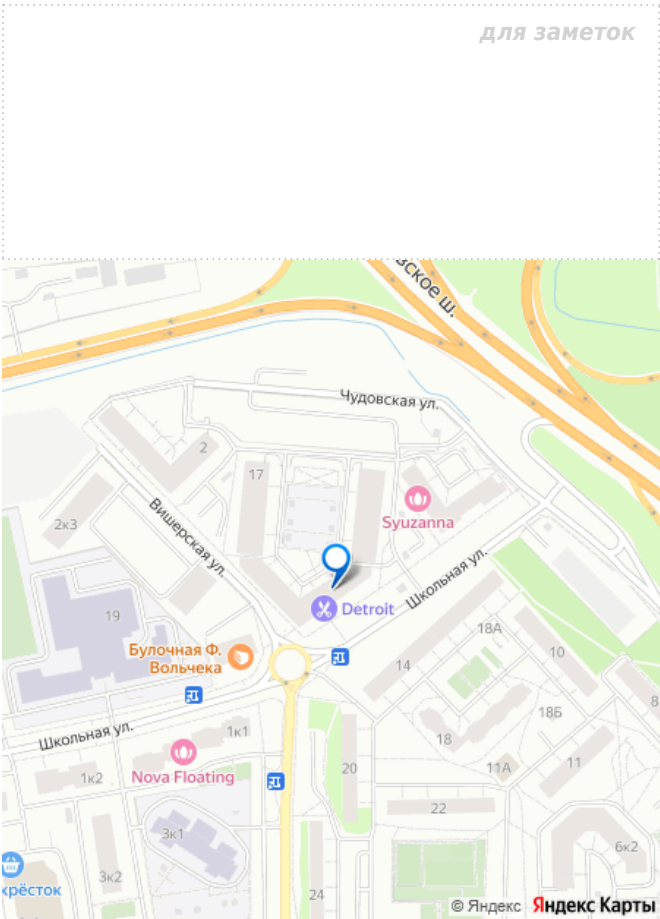 для заметок
вское ш.
Чудовская ул.
2
17
Syuzanna
2к3
Вишерская ул.
Школьная ул.
Detroit
19
18А
Булочная Ф.
Вольчека
14
10
18Б
8
Школьная ул.
1к1
18
11А
11
Nova Floating
1к2
20
22
3к1
6к2
3к2
хрёсток
24
© Яндекс Яндекс Карты